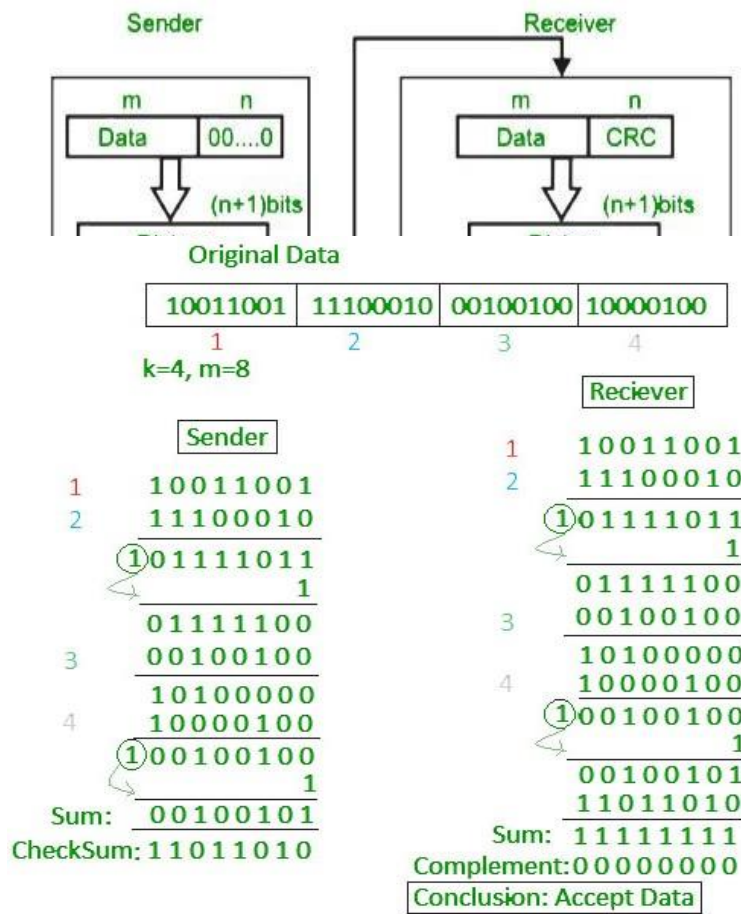 Sender Receiver
m n m n
Data 00....0 Data CRC
(n+1)bits (n+1)bits
Original Data
10011001 11100010 00100100 10000100
1 2 3 4
k=4, m=8
Sender
1 10011001
2 11100010
1 01111011
1
01111100
3 00100100
10100000
4 10000100
1 00100100
1
Sum: 00100101
CheckSum: 11011010
Reciever
1 10011001
2 11100010
1 01111011
1
01111100
3 00100100
10100000
4 10000100
1 00100100
1
00100101
11011010
Sum: 11111111
Complement: 00000000
Conclusion: Accept Data